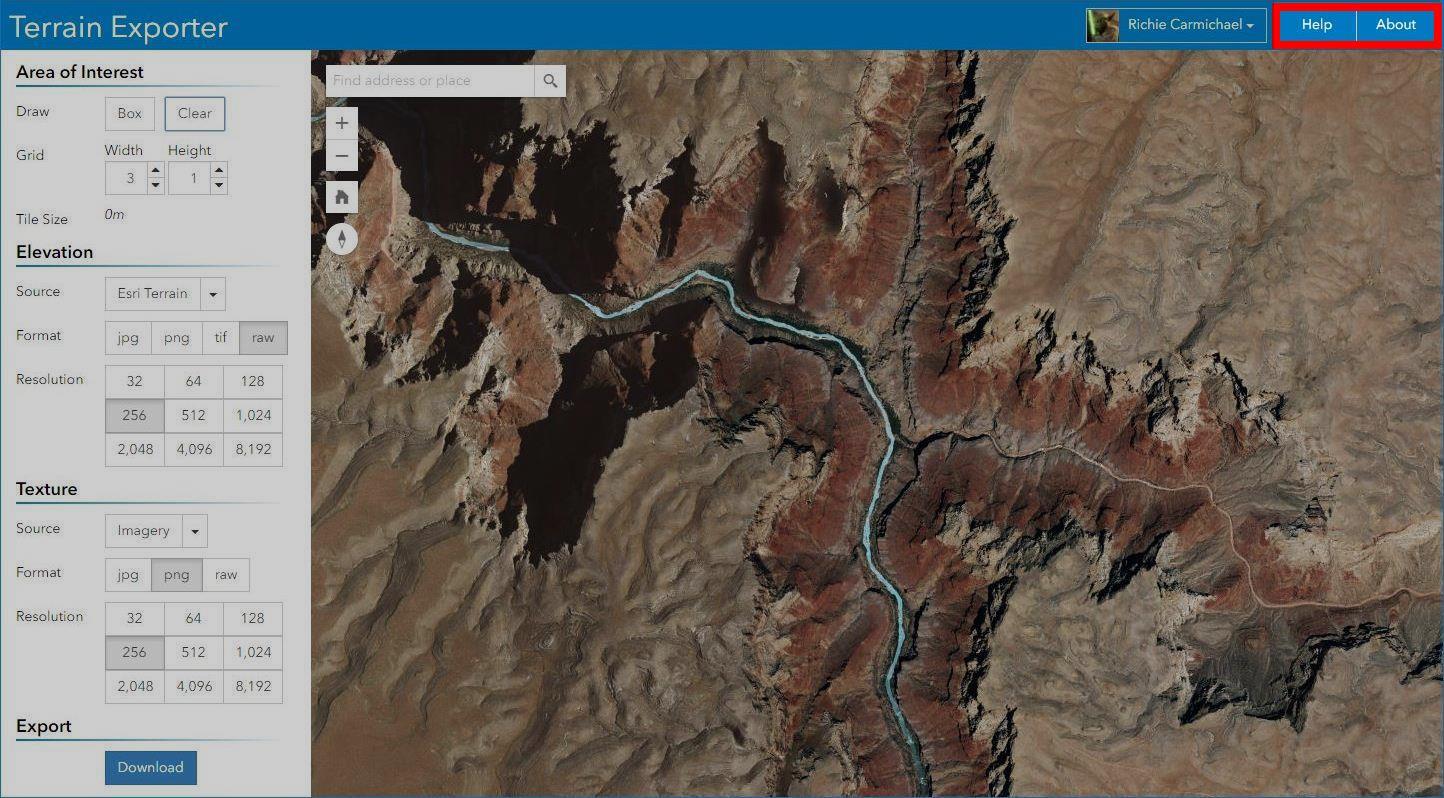 Terrain Exporter
Richie Carmichael
Help
About
Area of Interest
Draw
Box
Clear
Grid
Width
Height
3
1
Tile Size
0m
Elevation
Source
Esri Terrain
Format
jpg
png
tif
raw
Resolution
32
64
128
256
512
1,024
2,048
4,096
8,192
Texture
Source
Imagery
Format
jpg
png
raw
Resolution
32
64
128
256
512
1,024
2,048
4,096
8,192
Export
Download
Find address or place